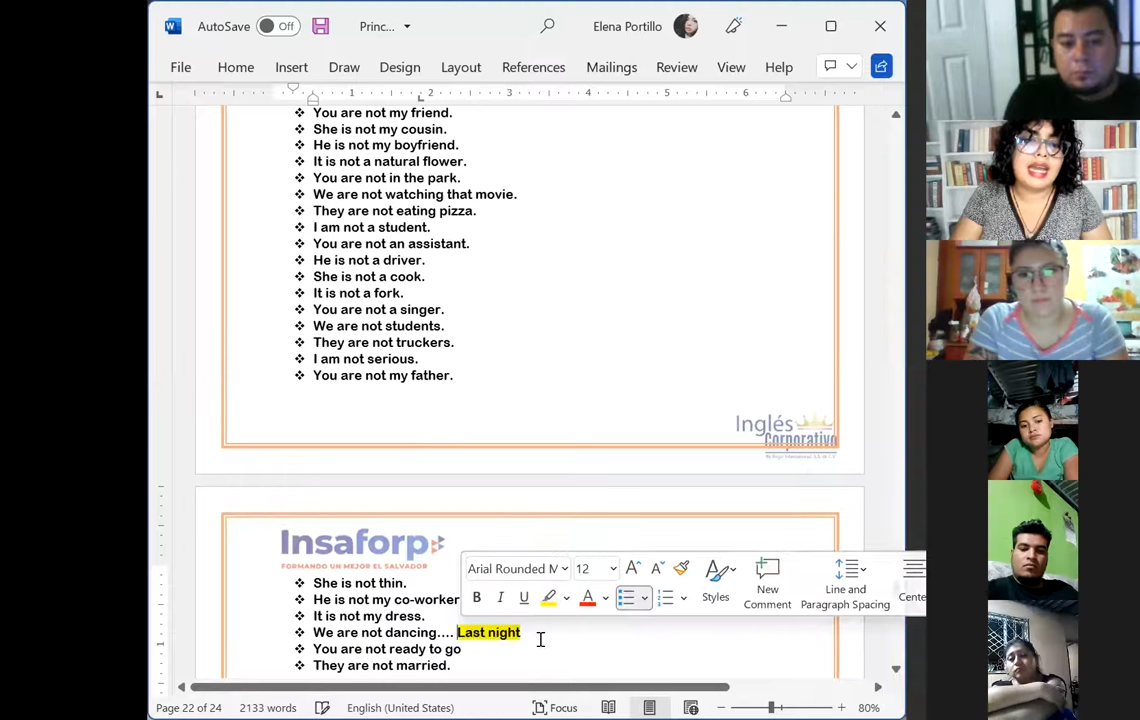 AutoSave Off Princ... Elena Portillo
File Home Insert Draw Design Layout References Mailings Review View Help
1 2 3 4 5 6
You are not my friend.
She is not my cousin.
He is not my boyfriend.
It is not a natural flower.
You are not in the park.
We are not watching that movie.
They are not eating pizza.
I am not a student.
You are not an assistant.
He is not a driver.
She is not a cook.
It is not a fork.
You are not a singer.
We are not students.
They are not truckers.
I am not serious.
You are not my father.
Inglés
Corporativo
Insaforp
FORMANDO UN MEJOR EL SALVADOR
She is not thin.
He is not my co-worker
It is not my dress.
We are not dancing.... Last night
You are not ready to go
They are not married.
Arial Rounded M 12
B I U A Styles New Comment Line and Paragraph Spacing Cente
Page 22 of 24 2133 words English (United States) Focus 80%